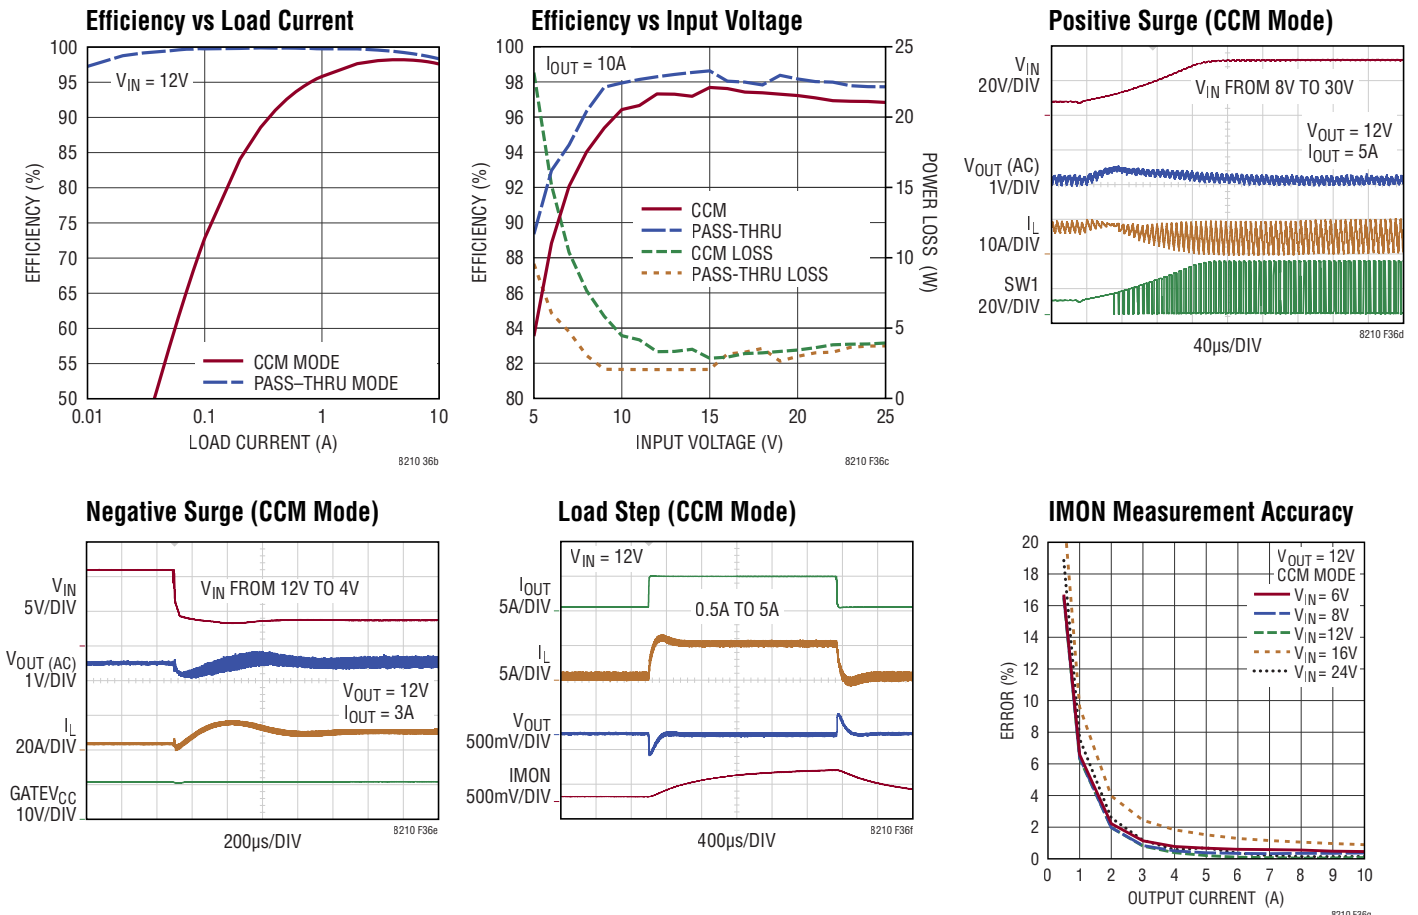 Efficiency vs Load Current
100
95
90
85
80
75
70
65
60
55
50
EFFICIENCY (%)
VIN = 12V
CCM MODE
PASS–THRU MODE
0.01
0.1
1
10
LOAD CURRENT (A)
8210 36b
Efficiency vs Input Voltage
100
98
96
94
92
90
88
86
84
82
80
EFFICIENCY (%)
IOUT = 10A
CCM
PASS-THRU
CCM LOSS
PASS-THRU LOSS
25
20
15
10
5
0
POWER LOSS (W)
5
10
15
20
25
INPUT VOLTAGE (V)
8210 F36c
Positive Surge (CCM Mode)
VIN
20V/DIV
VIN FROM 8V TO 30V
VOUT = 12V
IOUT = 5A
VOUT (AC)
1V/DIV
IL
10A/DIV
SW1
20V/DIV
8210 F36d
40µs/DIV
Negative Surge (CCM Mode)
VIN
5V/DIV
VIN FROM 12V TO 4V
VOUT (AC)
1V/DIV
VOUT = 12V
IOUT = 3A
IL
20A/DIV
GATEVCC
10V/DIV
8210 F36e
200µs/DIV
Load Step (CCM Mode)
VIN = 12V
IOUT
5A/DIV
0.5A TO 5A
IL
5A/DIV
VOUT
500mV/DIV
IMON
500mV/DIV
8210 F36f
400µs/DIV
IMON Measurement Accuracy
20
18
16
14
12
10
8
6
4
2
0
ERROR (%)
VOUT = 12V
CCM MODE
VIN = 6V
VIN = 8V
VIN = 12V
VIN = 16V
VIN = 24V
0
1
2
3
4
5
6
7
8
9
10
OUTPUT CURRENT (A)
8210 F36g